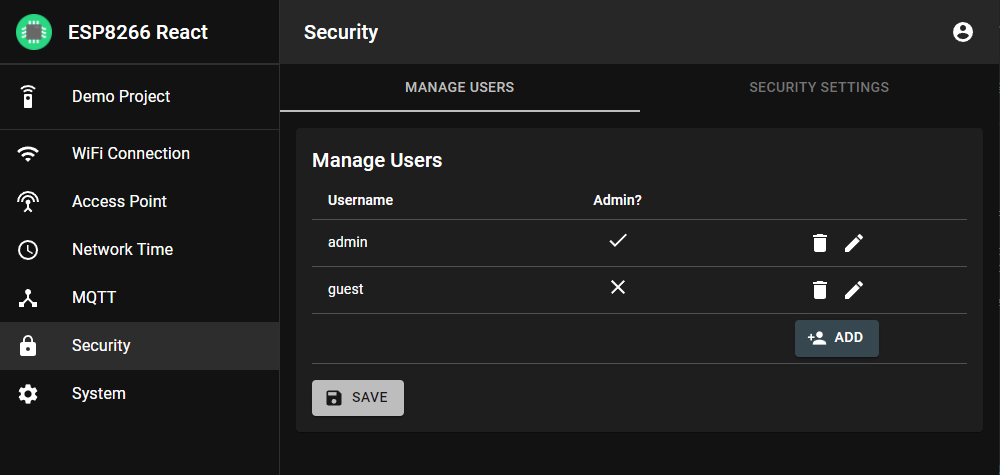 ESP8266 React
Security
Demo Project
WiFi Connection
Access Point
Network Time
MQTT
Security
System
MANAGE USERS
SECURITY SETTINGS
Manage Users
Username Admin?
admin
guest
ADD
SAVE